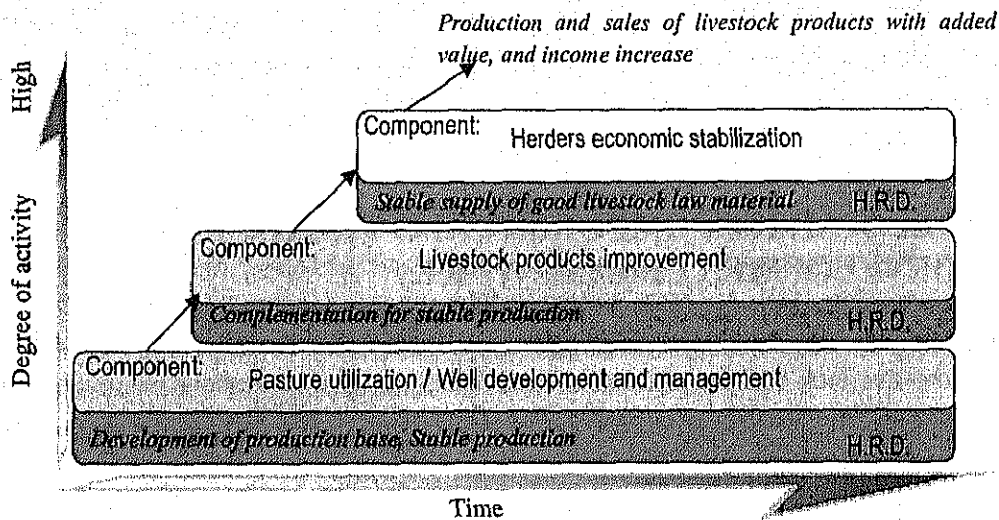 Production and sales of livestock products with added
value, and income increase
High
Degree of activity
Component:
Herders economic stabilization
Stable supply of good livestock law material
H.R.D.
Component:
Livestock products improvement
Complementation for stable production
H.R.D.
Component:
Pasture utilization / Well development and management
Development of production base, Stable production
H.R.D.
Time